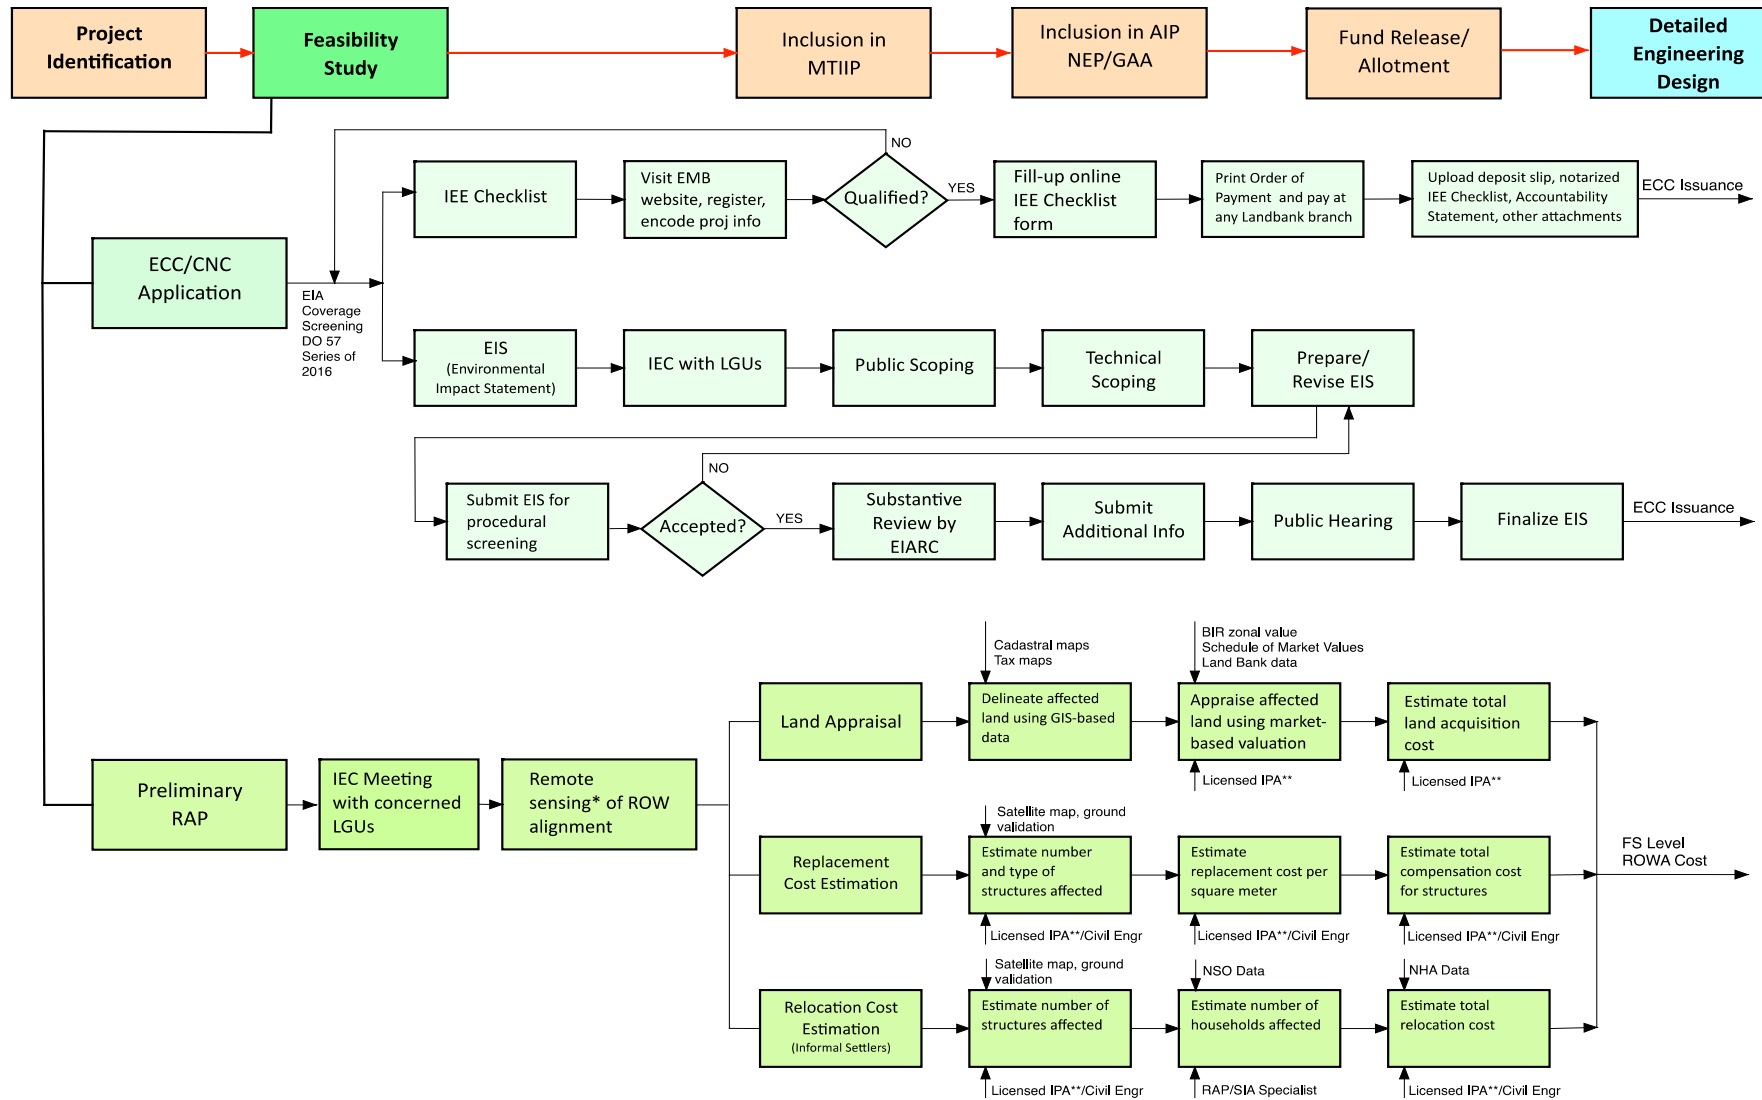 Project
Identification
Feasibility
Study
Inclusion in
MTIIP
Inclusion in AIP
NEP/GAA
Fund Release/
Allotment
Detailed
Engineering
Design
NO
IEE Checklist
Visit EMB
website, register,
encode proj info
Qualified?
YES
Fill-up online
IEE Checklist
form
Print Order of
Payment and pay at
any Landbank branch
Upload deposit slip, notarized
IEE Checklist, Accountability
Statement, other attachments
ECC Issuance
ECC/CNC
Application
EIA
Coverage
Screening
DO 57
Series of
2016
EIS
(Environmental
Impact Statement)
IEC with LGUs
Public Scoping
Technical
Scoping
Prepare/
Revise EIS
NO
Submit EIS for
procedural
screening
Accepted?
YES
Substantive
Review by
EIARC
Submit
Additional Info
Public Hearing
Finalize EIS
ECC Issuance
Cadastral maps
Tax maps
BIR zonal value
Schedule of Market Values
Land Bank data
Land Appraisal
Delineate affected
land using GIS-based
data
Appraise affected
land using market-
based valuation
Estimate total
land acquisition
cost
Licensed IPA**
Licensed IPA**
Preliminary
RAP
IEC Meeting
with concerned
LGUs
Remote
sensing* of ROW
alignment
Satellite map, ground
validation
Replacement
Cost Estimation
Estimate number
and type of
structures affected
Estimate
replacement cost per
square meter
Estimate total
compensation cost
for structures
FS Level
ROWA Cost
Licensed IPA**/Civil Engr
Licensed IPA**/Civil Engr
Licensed IPA**/Civil Engr
Satellite map, ground
validation
NSO Data
NHA Data
Relocation Cost
Estimation
(Informal Settlers)
Estimate number of
structures affected
Estimate number of
households affected
Estimate total
relocation cost
Licensed IPA**/Civil Engr
RAP/SIA Specialist
Licensed IPA**/Civil Engr